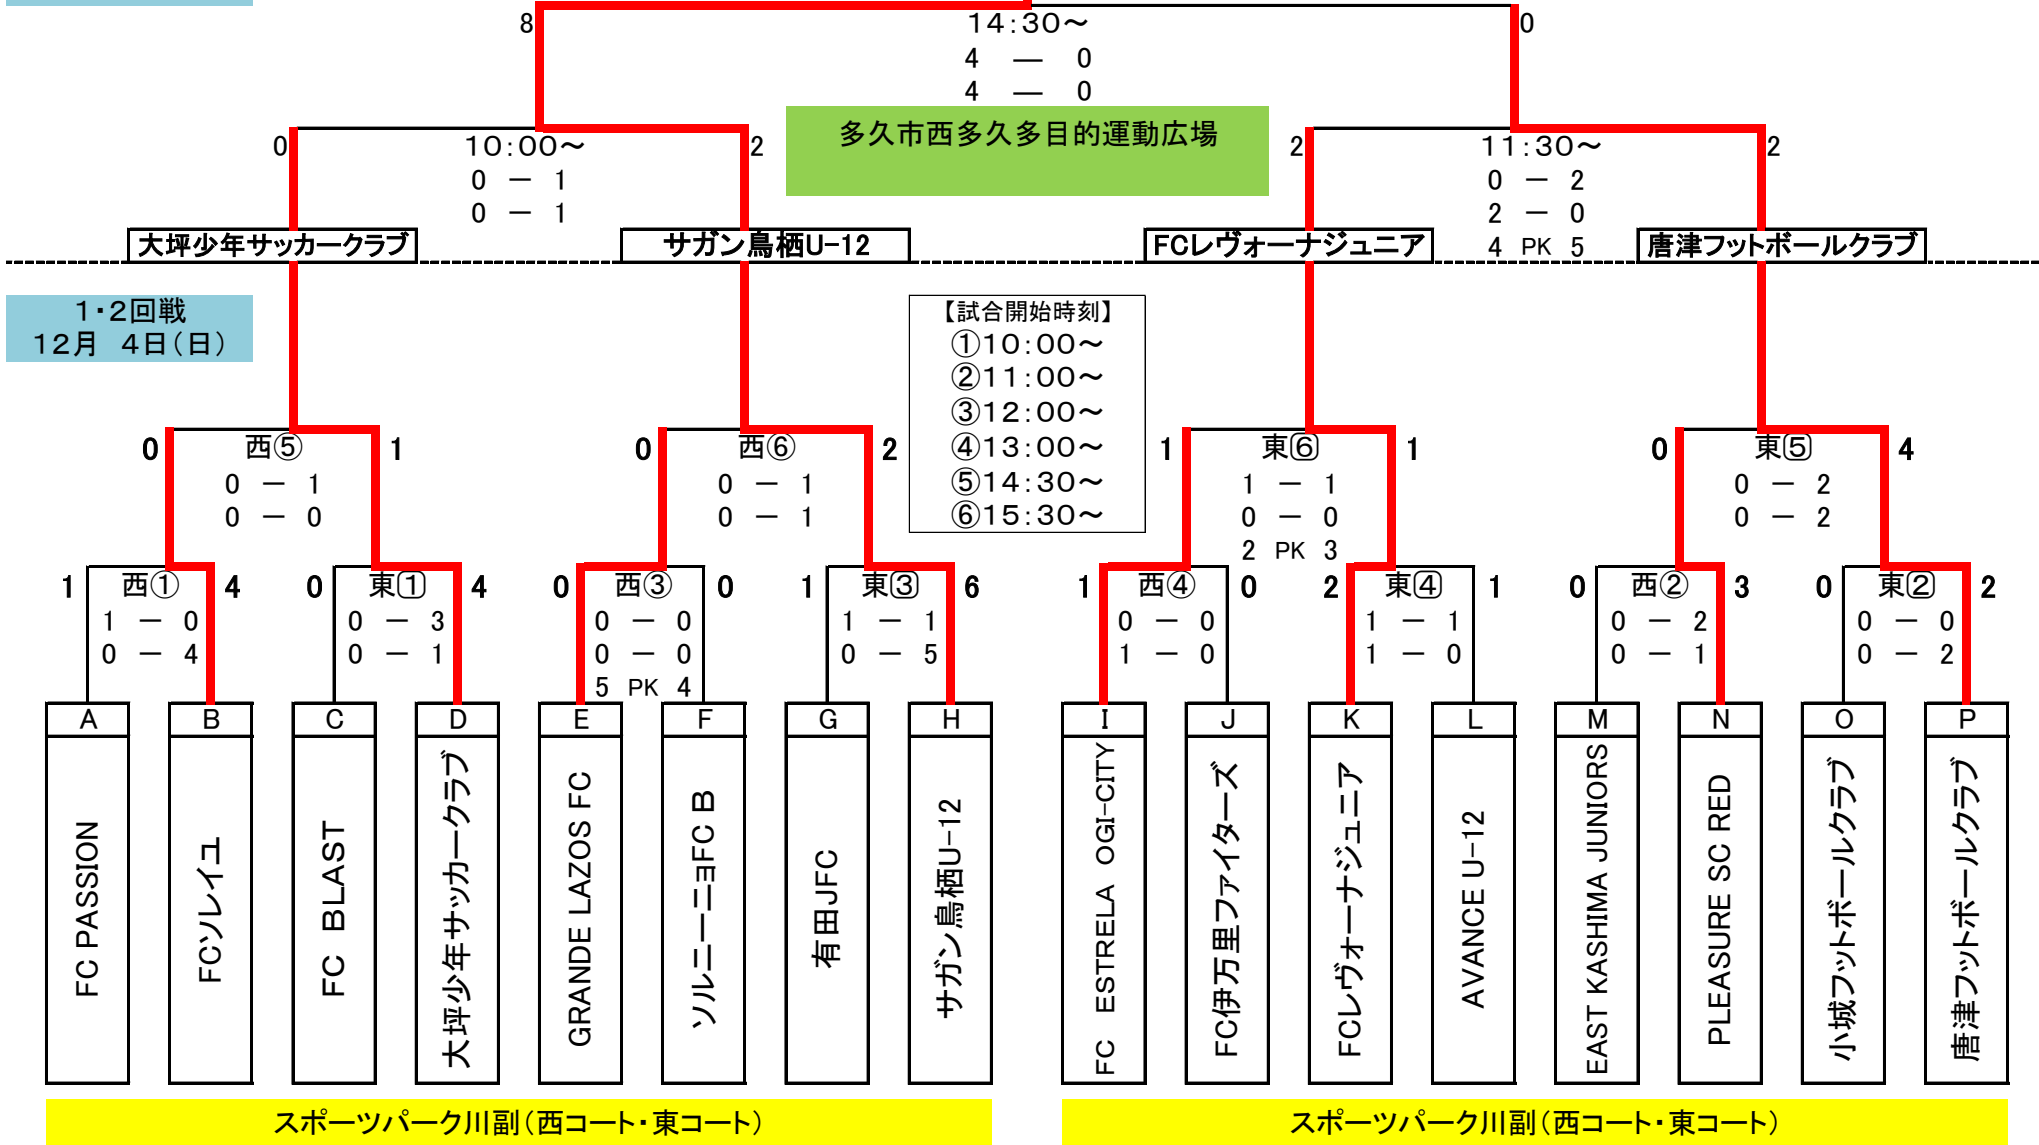 8 14:30～ 0
4 ― 0
4 ― 0
多久市西多久多目的運動広場
0 10:00～ 2 2 11:30～ 2
0 － 1 0 － 2
0 － 1 2 － 0
大坪少年サッカークラブ サガン鳥栖U-12 FCレヴォーナジュニア 4 PK 5 唐津フットボールクラブ
1・2回戦
12月 4日(日)
【試合開始時刻】
①10:00～
②11:00～
③12:00～
④13:00～
⑤14:30～
⑥15:30～
0 西⑤ 1 0 西⑥ 2 1 東⑥ 1 0 東⑤ 4
0 － 1 0 － 1 1 － 1 0 － 2
0 － 0 0 － 1 0 － 0 0 － 2
2 PK 3
1 西① 4 0 東① 4 0 西③ 0 1 東③ 6 1 西④ 0 2 東④ 1 0 西② 3 0 東② 2
1 － 0 0 － 3 0 － 0 1 － 1 0 － 0 1 － 1 0 － 2 0 － 0
0 － 4 0 － 1 0 － 0 0 － 5 1 － 0 1 － 0 0 － 1 0 － 2
5 PK 4
A B C D E F G H I J K L M N O P
FC PASSION
FCソレイユ
FC BLAST
大坪少年サッカークラブ
GRANDE LAZOS FC
ソルニーニョFC B
有田JFC
サガン鳥栖U-12
FC ESTRELA OGI-CITY
FC伊万里ファイターズ
FCレヴォーナジュニア
AVANCE U-12
EAST KASHIMA JUNIORS
PLEASURE SC RED
小城フットボールクラブ
唐津フットボールクラブ
スポーツパーク川副(西コート・東コート) スポーツパーク川副(西コート・東コート)